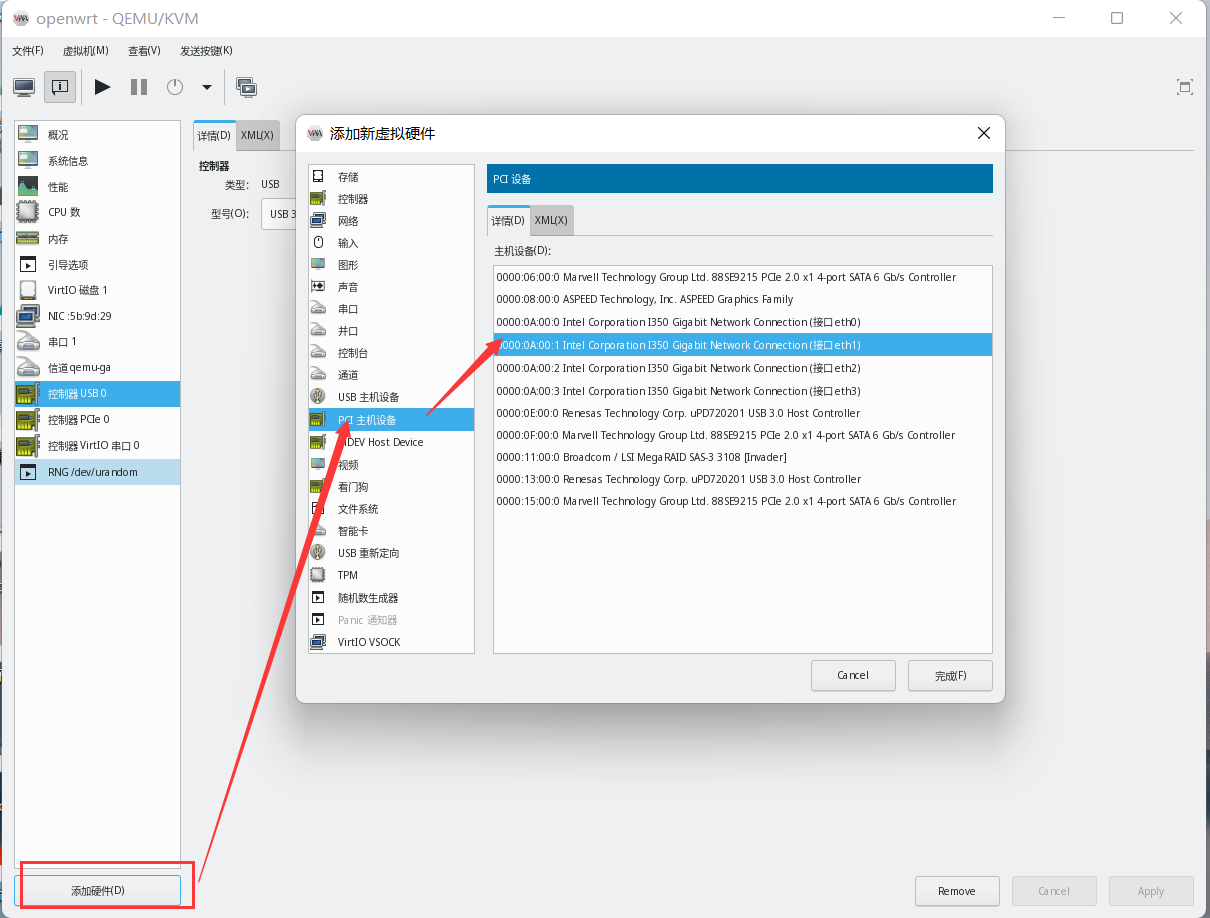 openwrt - QEMU/KVM
文件(F) 虚拟机(M) 查看(V) 发送按键(K)
概况
系统信息
性能
CPU 数
内存
引导选项
VirtIO 磁盘 1
NIC :5b:9d:29
串口 1
信道 qemu-ga
控制器 USB 0
控制器 PCIe 0
控制器 VirtIO 串口 0
RNG /dev/urandom
添加硬件(D)
详情(D) XML(X)
控制器
类型: USB
型号(O): USB 3
添加新虚拟硬件
存储
控制器
网络
输入
图形
声音
串口
并口
控制台
通道
USB 主机设备
PCI 主机设备
MDEV Host Device
视频
看门狗
文件系统
智能卡
USB 重新定向
TPM
随机数生成器
Panic 通知器
VirtIO VSOCK
PCI 设备
详情(D) XML(X)
主机设备(D):
0000:06:00:0 Marvell Technology Group Ltd. 88SE9215 PCIe 2.0 x1 4-port SATA 6 Gb/s Controller
0000:08:00:0 ASPEED Technology, Inc. ASPEED Graphics Family
0000:0A:00:0 Intel Corporation I350 Gigabit Network Connection (接口 eth0)
0000:0A:00:1 Intel Corporation I350 Gigabit Network Connection (接口 eth1)
0000:0A:00:2 Intel Corporation I350 Gigabit Network Connection (接口 eth2)
0000:0A:00:3 Intel Corporation I350 Gigabit Network Connection (接口 eth3)
0000:0E:00:0 Renesas Technology Corp. uPD720201 USB 3.0 Host Controller
0000:0F:00:0 Marvell Technology Group Ltd. 88SE9215 PCIe 2.0 x1 4-port SATA 6 Gb/s Controller
0000:11:00:0 Broadcom / LSI MegaRAID SAS-3 3108 [Invader]
0000:13:00:0 Renesas Technology Corp. uPD720201 USB 3.0 Host Controller
0000:15:00:0 Marvell Technology Group Ltd. 88SE9215 PCIe 2.0 x1 4-port SATA 6 Gb/s Controller
Cancel 完成(F)
Remove Cancel Apply